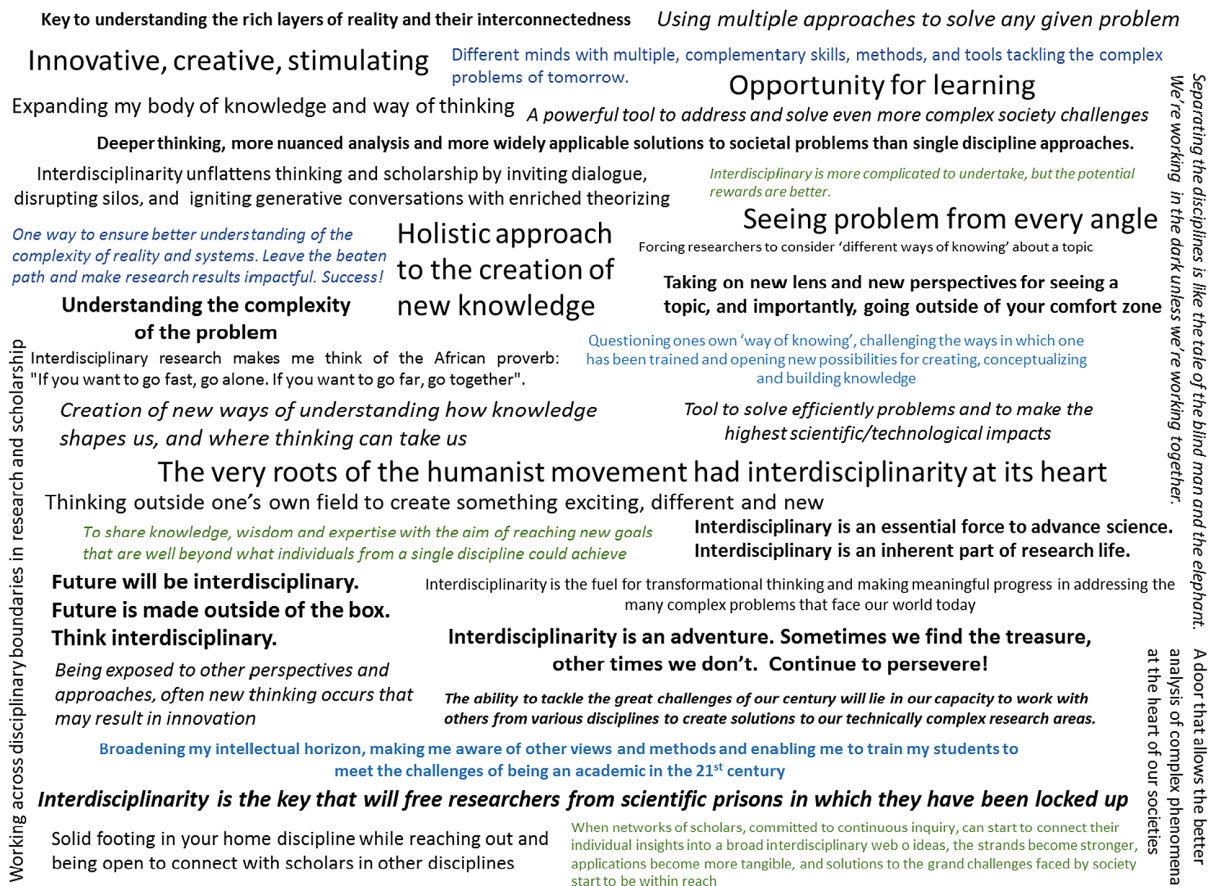 Key to understanding the rich layers of reality and their interconnectedness
Using multiple approaches to solve any given problem
Innovative, creative, stimulating
Different minds with multiple, complementary skills, methods, and tools tackling the complex
problems of tomorrow.
Opportunity for learning
Expanding my body of knowledge and way of thinking
A powerful tool to address and solve even more complex society challenges
Deeper thinking, more nuanced analysis and more widely applicable solutions to societal problems than single discipline approaches.
Interdisciplinarity unflattens thinking and scholarship by inviting dialogue,
disrupting silos, and igniting generative conversations with enriched theorizing
Interdisciplinary is more complicated to undertake, but the potential
rewards are better.
Seeing problem from every angle
One way to ensure better understanding of the
complexity of reality and systems. Leave the beaten
path and make research results impactful. Success!
Holistic approach
to the creation of
new knowledge
Forcing researchers to consider ‘different ways of knowing’ about a topic
Taking on new lens and new perspectives for seeing a
topic, and importantly, going outside of your comfort zone
Understanding the complexity
of the problem
Questioning ones own ‘way of knowing’, challenging the ways in which one
has been trained and opening new possibilities for creating, conceptualizing
and building knowledge
Interdisciplinary research makes me think of the African proverb:
"If you want to go fast, go alone. If you want to go far, go together".
Creation of new ways of understanding how knowledge
shapes us, and where thinking can take us
Tool to solve efficiently problems and to make the
highest scientific/technological impacts
The very roots of the humanist movement had interdisciplinarity at its heart
Thinking outside one’s own field to create something exciting, different and new
To share knowledge, wisdom and expertise with the aim of reaching new goals
that are well beyond what individuals from a single discipline could achieve
Interdisciplinary is an essential force to advance science.
Interdisciplinary is an inherent part of research life.
Future will be interdisciplinary.
Future is made outside of the box.
Think interdisciplinary.
Interdisciplinarity is the fuel for transformational thinking and making meaningful progress in addressing the
many complex problems that face our world today
Interdisciplinarity is an adventure. Sometimes we find the treasure,
other times we don’t. Continue to persevere!
Being exposed to other perspectives and
approaches, often new thinking occurs that
may result in innovation
The ability to tackle the great challenges of our century will lie in our capacity to work with
others from various disciplines to create solutions to our technically complex research areas.
Broadening my intellectual horizon, making me aware of other views and methods and enabling me to train my students to
meet the challenges of being an academic in the 21st century
Interdisciplinarity is the key that will free researchers from scientific prisons in which they have been locked up
Solid footing in your home discipline while reaching out and
being open to connect with scholars in other disciplines
When networks of scholars, committed to continuous inquiry, can start to connect their
individual insights into a broad interdisciplinary web o ideas, the strands become stronger,
applications become more tangible, and solutions to the grand challenges faced by society
start to be within reach
Working across disciplinary boundaries in research and scholarship
Separating the disciplines is like the tale of the blind man and the elephant.
We’re working in the dark unless we’re working together.
A door that allows the better
analysis of complex phenomena
at the heart of our societies